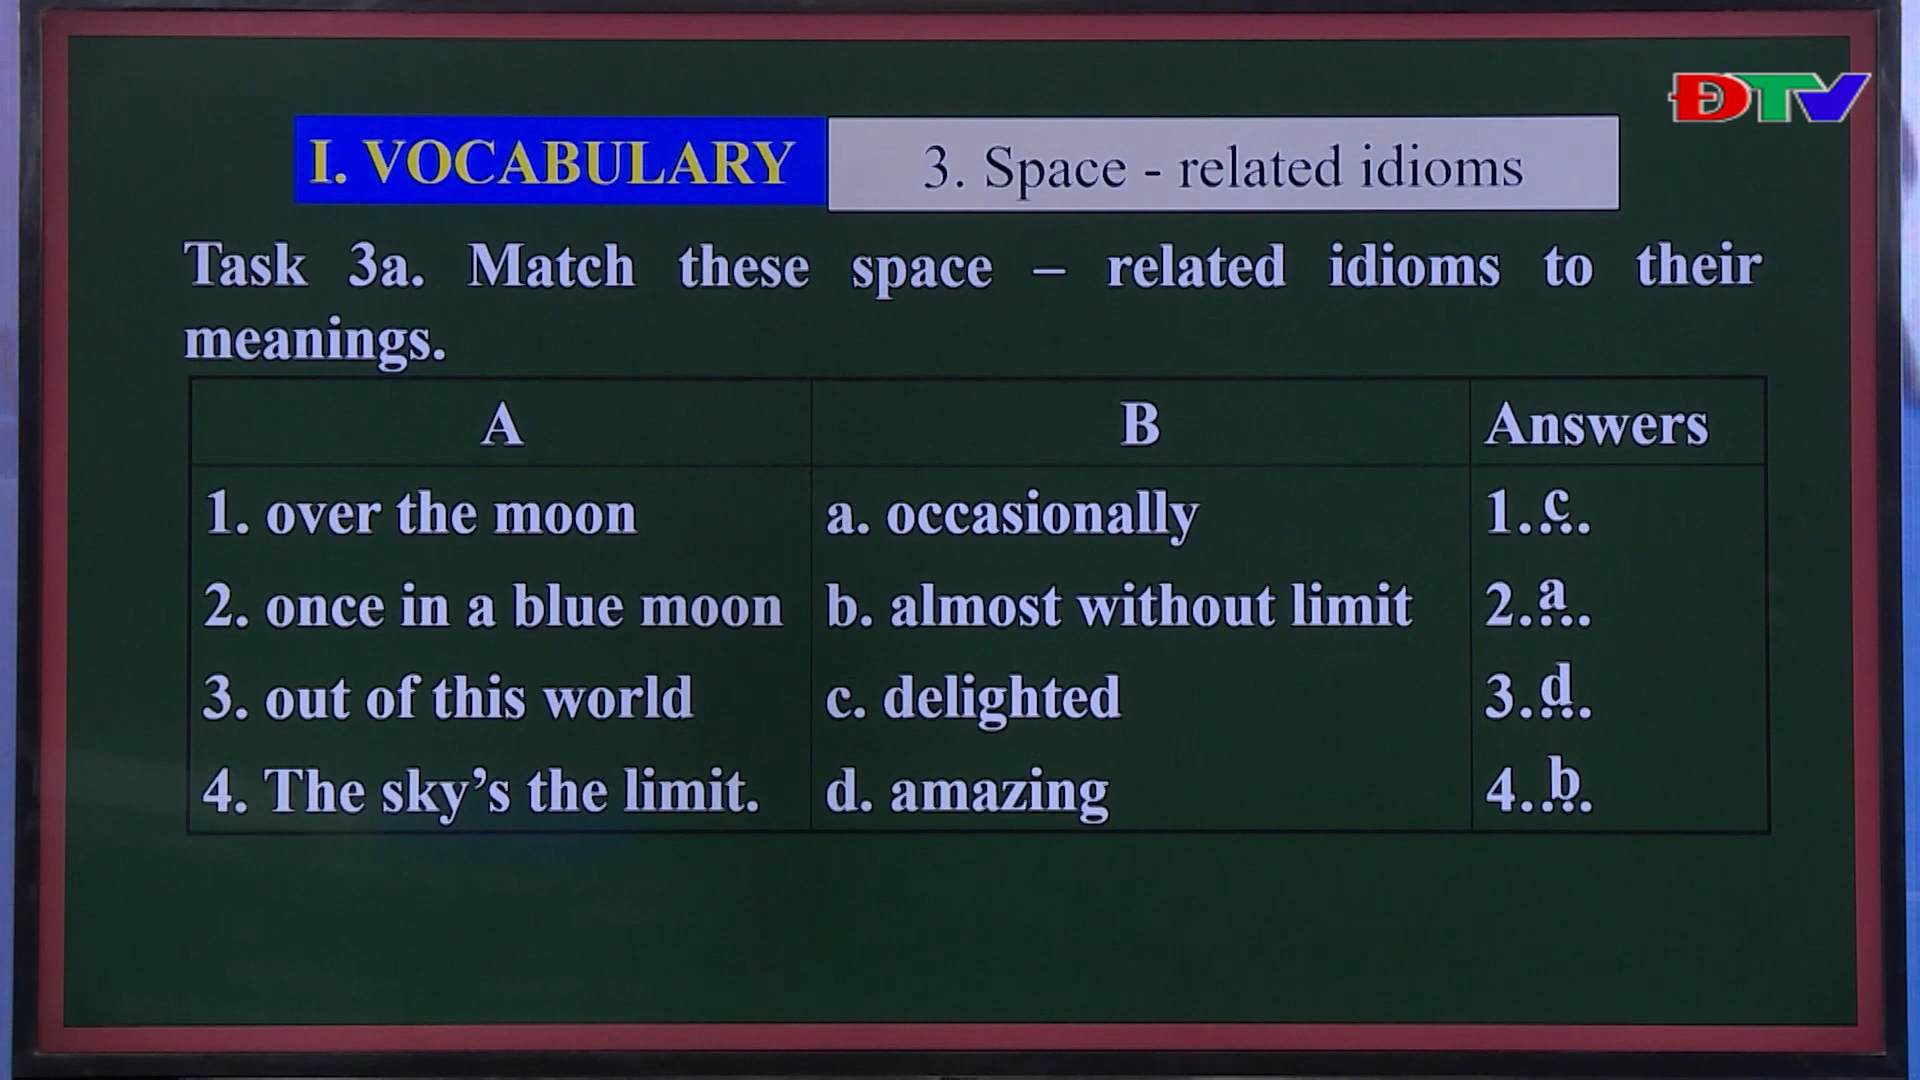 ĐTV
I. VOCABULARY
3. Space - related idioms
Task 3a. Match these space – related idioms to their
meanings.
A B Answers
1. over the moon a. occasionally 1.c..
2. once in a blue moon b. almost without limit 2.a..
3. out of this world c. delighted 3.d..
4. The sky’s the limit. d. amazing 4.b..